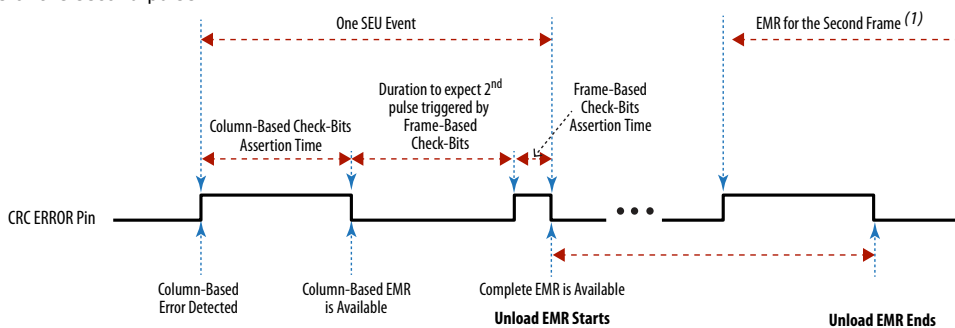 One SEU Event
EMR for the Second Frame (1)
Duration to expect 2nd
pulse triggered by
Frame-Based
Check-Bits
Frame-Based
Check-Bits
Assertion Time
Column-Based Check-Bits
Assertion Time
CRC ERROR Pin
Column-Based
Error Detected
Column-Based EMR
is Available
Complete EMR is Available
Unload EMR Starts
Unload EMR Ends